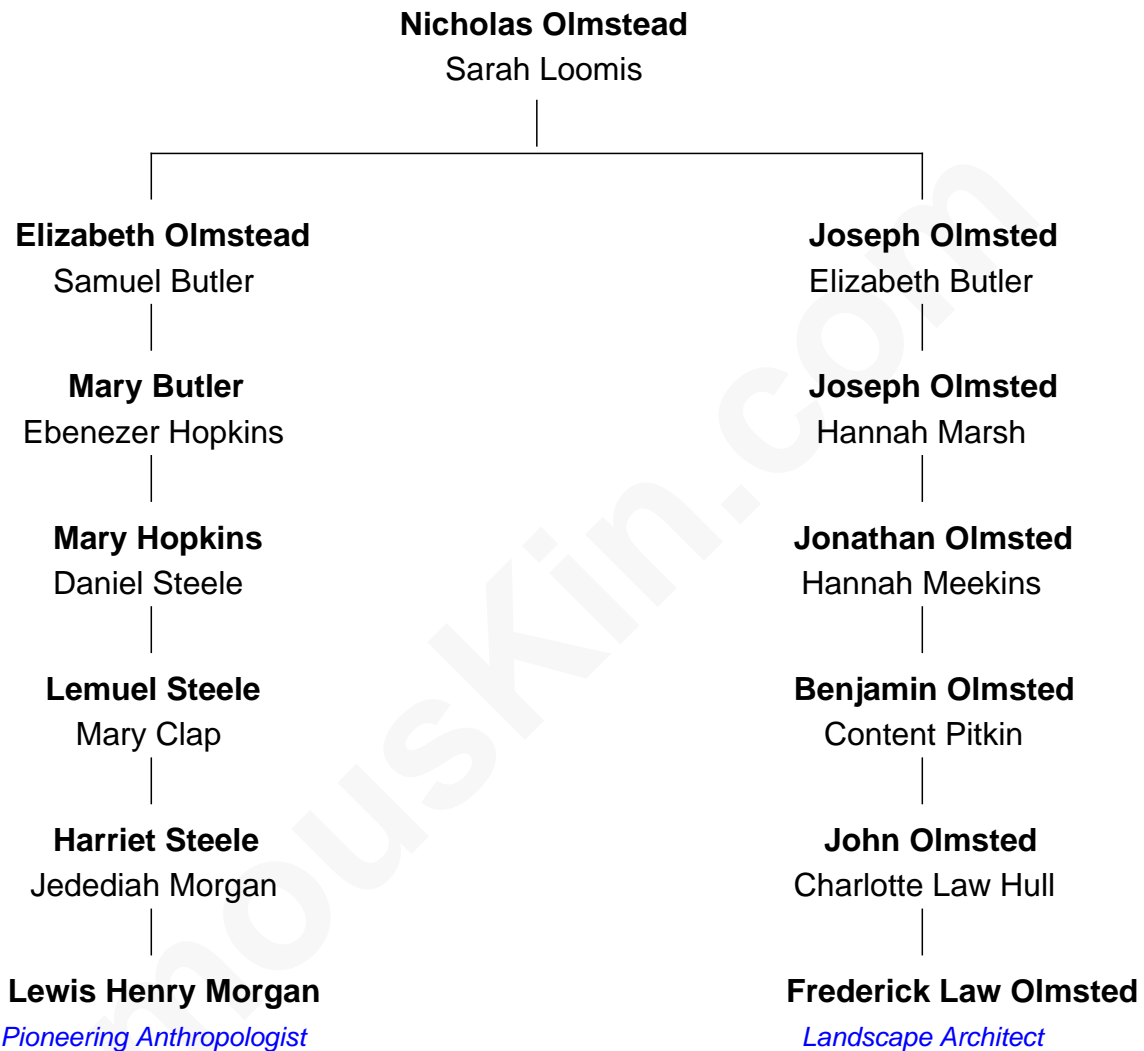 Nicholas Olmstead
Sarah Loomis
Elizabeth Olmstead
Samuel Butler
Joseph Olmsted
Elizabeth Butler
Mary Butler
Ebenezer Hopkins
Joseph Olmsted
Hannah Marsh
Mary Hopkins
Daniel Steele
Jonathan Olmsted
Hannah Meekins
Lemuel Steele
Mary Clap
Benjamin Olmsted
Content Pitkin
Harriet Steele
Jedediah Morgan
John Olmsted
Charlotte Law Hull
Lewis Henry Morgan
Pioneering Anthropologist
Frederick Law Olmsted
Landscape Architect
mouskin.com